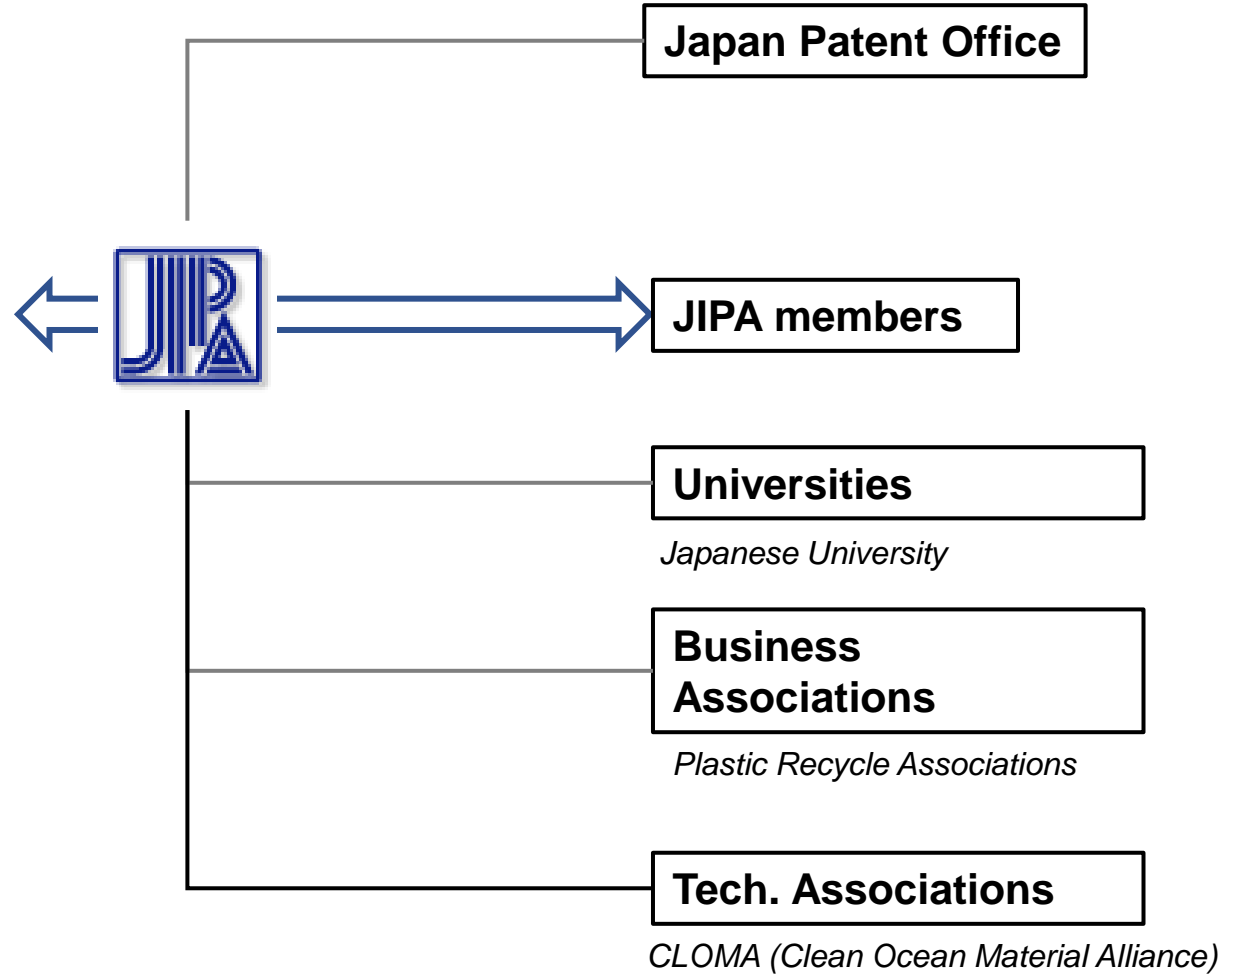 Japan Patent Office
JIPA
JIPA members
Universities
Japanese University
Business
Associations
Plastic Recycle Associations
Tech. Associations
CLOMA (Clean Ocean Material Alliance)